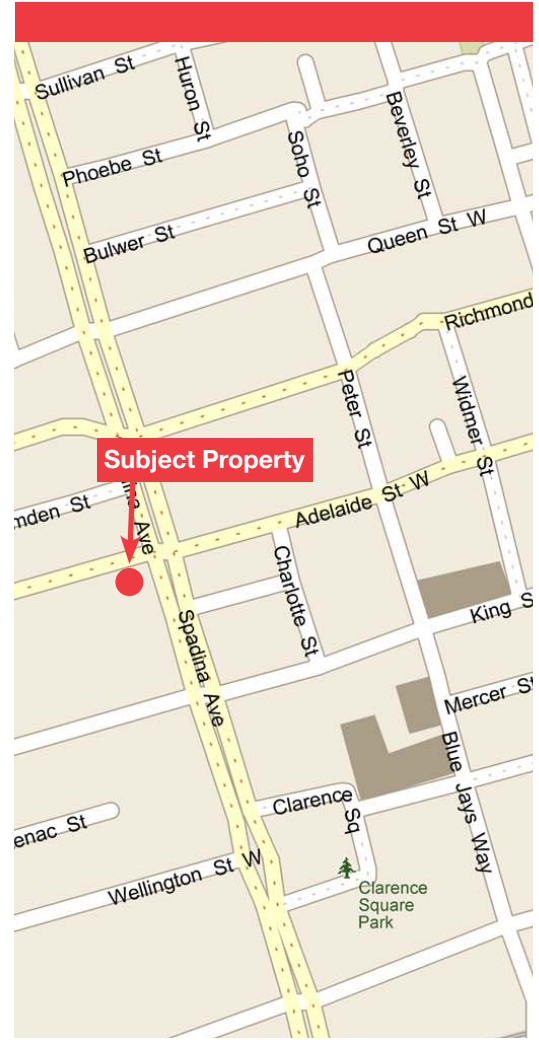 Sullivan St
Huron St
Phoebe St
Soho St
Beverley St
Bulwer St
Queen St W
Richmond
Peter St
Widmer St
Subject Property
mden St
ina Ave
Adelaide St W
Charlotte St
Spadina Ave
King S
Mercer St
Blue Jays Way
Clarence Sq
enac St
Wellington St W
Clarence
Square
Park